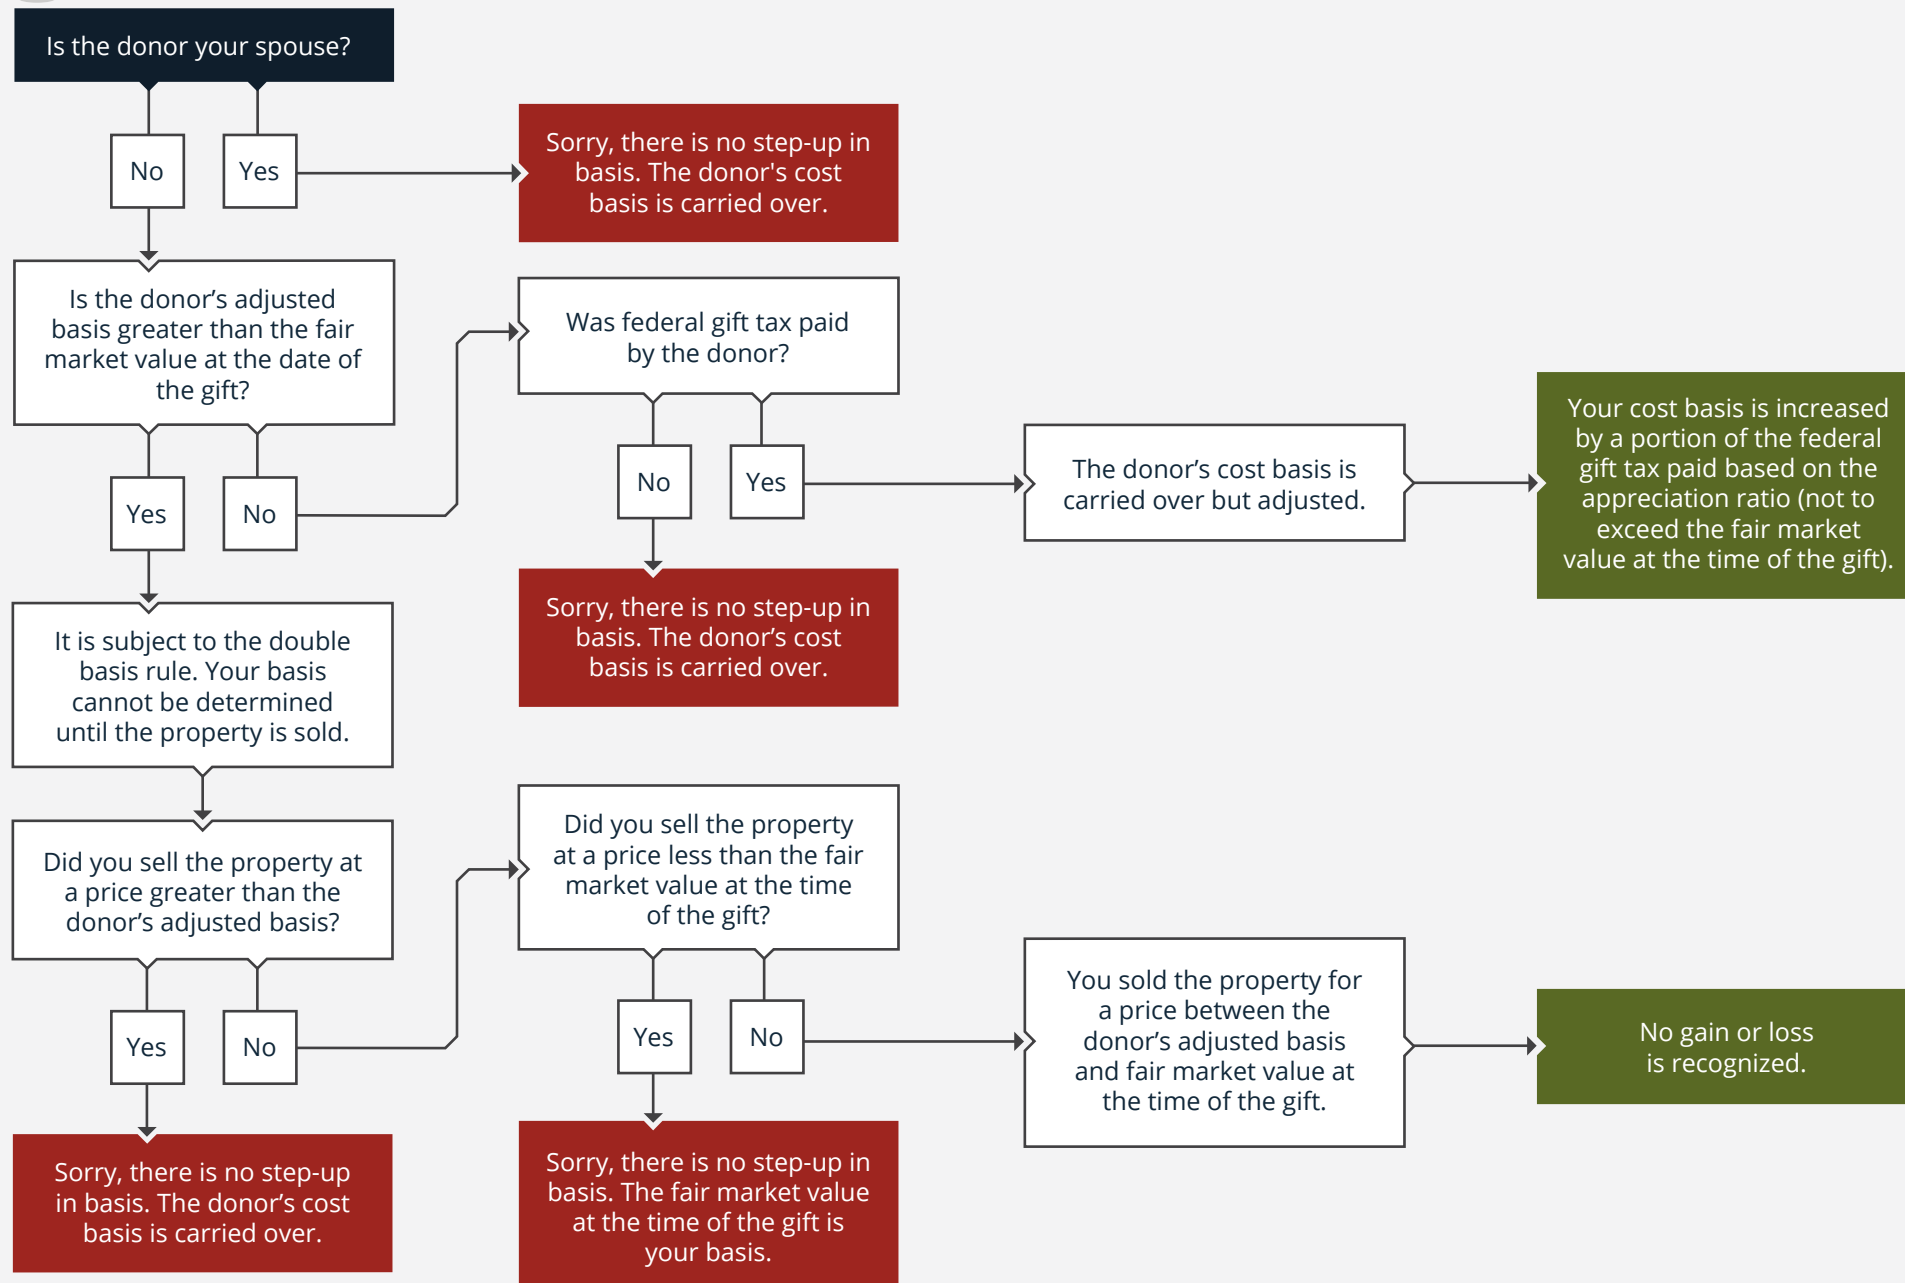 Is the donor your spouse?
No
Yes
Sorry, there is no step-up in
basis. The donor's cost
basis is carried over.
Is the donor’s adjusted
basis greater than the fair
market value at the date of
the gift?
Yes
No
Was federal gift tax paid
by the donor?
No
Yes
The donor’s cost basis is
carried over but adjusted.
Your cost basis is increased
by a portion of the federal
gift tax paid based on the
appreciation ratio (not to
exceed the fair market
value at the time of the gift).
Sorry, there is no step-up in
basis. The donor’s cost
basis is carried over.
It is subject to the double
basis rule. Your basis
cannot be determined
until the property is sold.
Did you sell the property at
a price greater than the
donor’s adjusted basis?
Yes
No
Did you sell the property
at a price less than the fair
market value at the time
of the gift?
Yes
No
You sold the property for
a price between the
donor’s adjusted basis
and fair market value at
the time of the gift.
No gain or loss
is recognized.
Sorry, there is no step-up
in basis. The donor’s cost
basis is carried over.
Sorry, there is no step-up in
basis. The fair market value
at the time of the gift is
your basis.